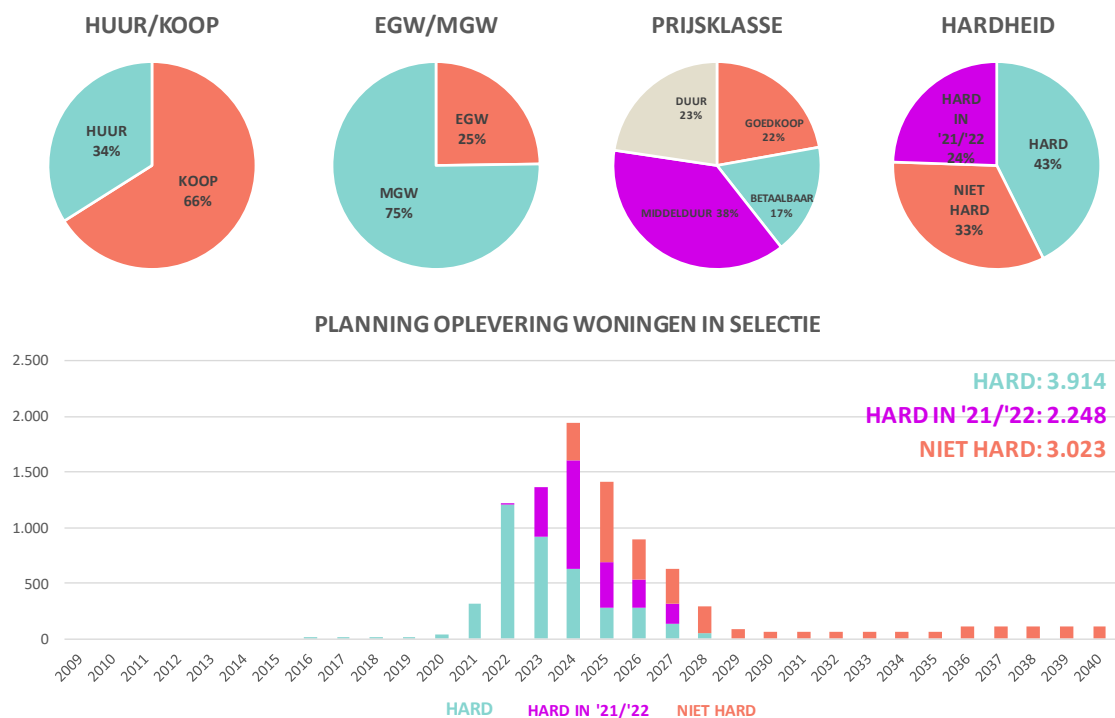 HUUR/KOOP
EGW/MGW
PRIJSKLASSE
HARDHEID
HUUR
34%
KOOP
66%
EGW
25%
MGW
75%
DUUR
23%
GOEDKOOP
22%
BETAALBAAR
17%
MIDDELDUUR 38%
HARD
IN
'21/'22
24%
HARD
43%
NIET
HARD
33%
PLANNING OPLEVERING WONINGEN IN SELECTIE
2.500
2.000
1.500
1.000
500
0
HARD: 3.914
HARD IN '21/'22: 2.248
NIET HARD: 3.023
2009
2010
2011
2012
2013
2014
2015
2016
2017
2018
2019
2020
2021
2022
2023
2024
2025
2026
2027
2028
2029
2030
2031
2032
2033
2034
2035
2036
2037
2038
2039
2040
HARD
HARD IN '21/'22
NIET HARD